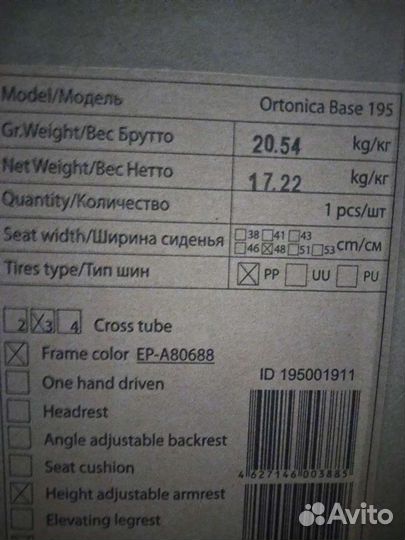 Model/Модель Ortonica Base 195
Gr.Weight/Вес Брутто 20.54 kg/кг
Net Weight/Вес Нетто 17.22 kg/кг
Quantity/Количество 1 pcs/шт
Seat width/Ширина сиденья 38 41 43
46 48 51 53 cm/см
Tires type/Тип шин PP UU PU
2 3 4 Cross tube
Frame color EP-A80688
ID 195001911
One hand driven
Headrest
Angle adjustable backrest
Seat cushion
4 627146 003885
Height adjustable armrest
Elevating legrest
Avito